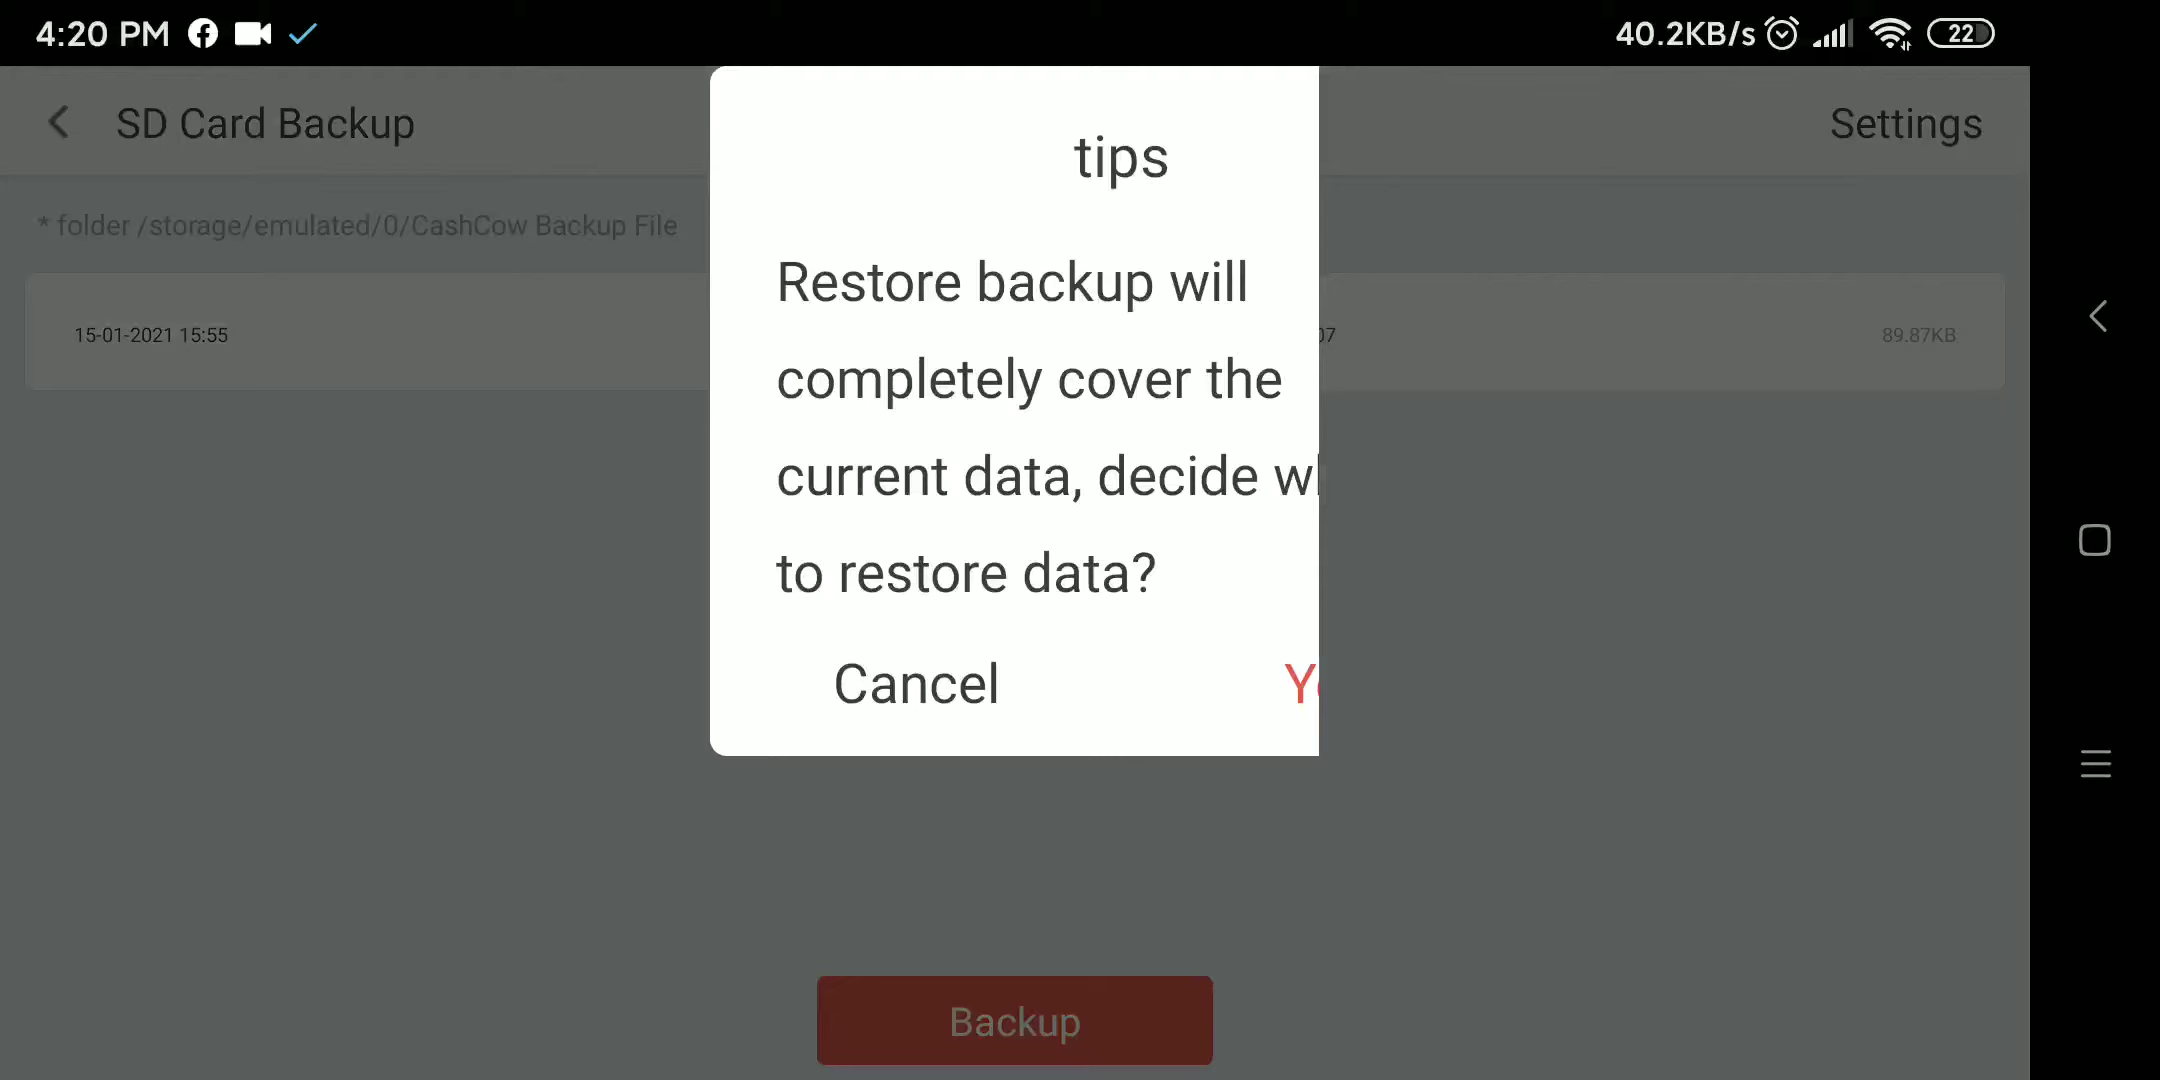 4:20 PM
40.2KB/s
22
SD Card Backup
Settings
* folder /storage/emulated/0/CashCow Backup File
15-01-2021 15:55
07
89.87KB
tips
Restore backup will
completely cover the
current data, decide
to restore data?
Cancel
Backup